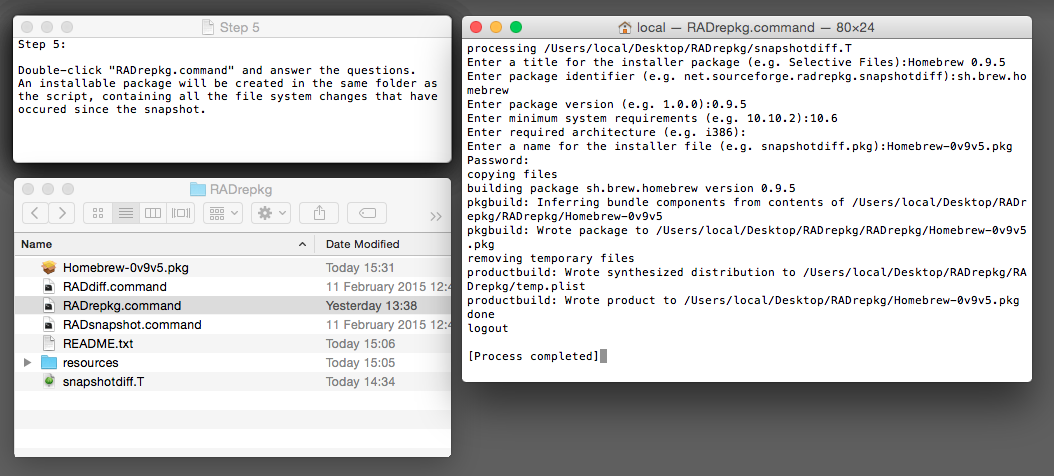 Step 5
Step 5:
Double-click "RADrepkg.command" and answer the questions.
An installable package will be created in the same folder as
the script, containing all the file system changes that have
occured since the snapshot.
RADrepkg
Name
Date Modified
Homebrew-0v9v5.pkg
Today 15:31
RADdiff.command
11 February 2015 12:4
RADrepkg.command
Yesterday 13:38
RADsnapshot.command
11 February 2015 12:4
README.txt
Today 15:06
resources
Today 15:05
snapshotdiff.T
Today 14:34
local — RADrepkg.command — 80×24
processing /Users/local/Desktop/RADrepkg/snapshotdiff.T
Enter a title for the installer package (e.g. Selective Files):Homebrew 0.9.5
Enter package identifier (e.g. net.sourceforge.radrepkg.snapshotdiff):sh.brew.ho
mebrew
Enter package version (e.g. 1.0.0):0.9.5
Enter minimum system requirements (e.g. 10.10.2):10.6
Enter required architecture (e.g. i386):
Enter a name for the installer file (e.g. snapshotdiff.pkg):Homebrew-0v9v5.pkg
Password:
copying files
building package sh.brew.homebrew version 0.9.5
pkgbuild: Inferring bundle components from contents of /Users/local/Desktop/RADr
epkg/RADrepkg/Homebrew-0v9v5
pkgbuild: Wrote package to /Users/local/Desktop/RADrepkg/RADrepkg/Homebrew-0v9v5
.pkg
removing temporary files
productbuild: Wrote synthesized distribution to /Users/local/Desktop/RADrepkg/RA
Drepkg/temp.plist
productbuild: Wrote product to /Users/local/Desktop/RADrepkg/Homebrew-0v9v5.pkg
done
logout
[Process completed]